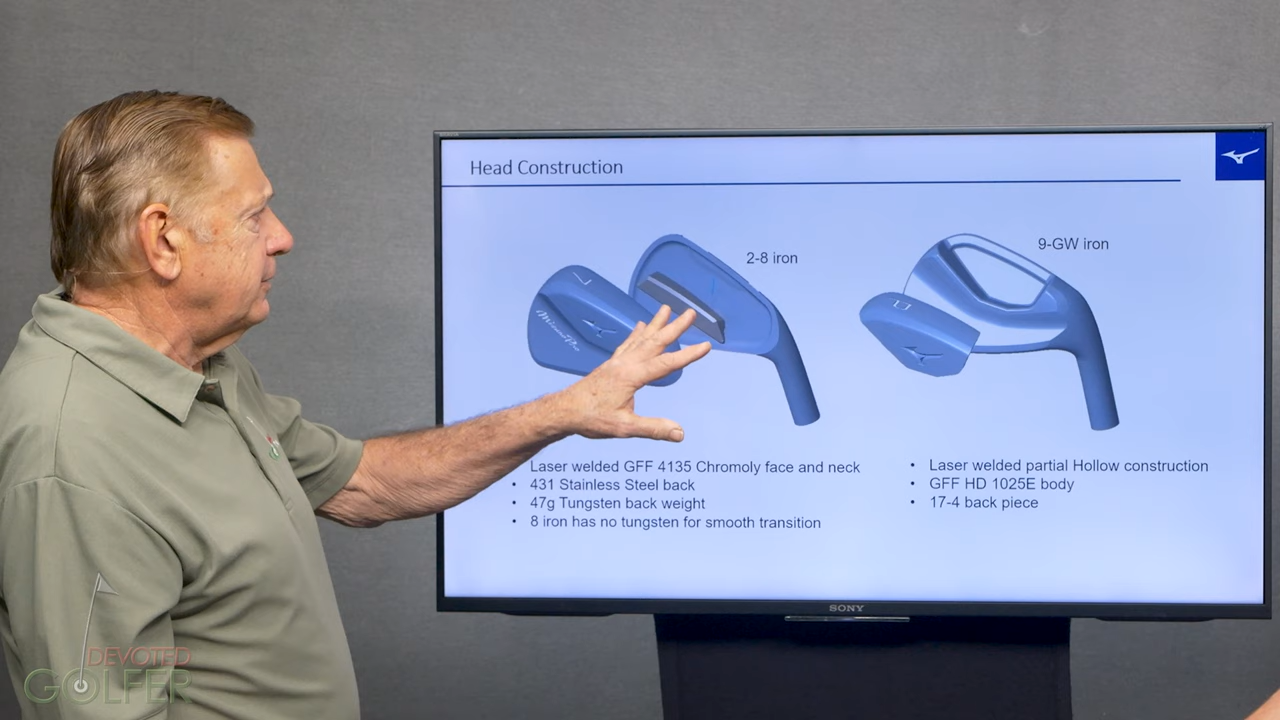 Head Construction
2-8 iron
9-GW iron
Mizuno Pro
Laser welded GFF 4135 Chromoly face and neck
• 431 Stainless Steel back
• 47g Tungsten back weight
• 8 iron has no tungsten for smooth transition
• Laser welded partial Hollow construction
• GFF HD 1025E body
• 17-4 back piece
SONY
DEVOTED
GOLFER